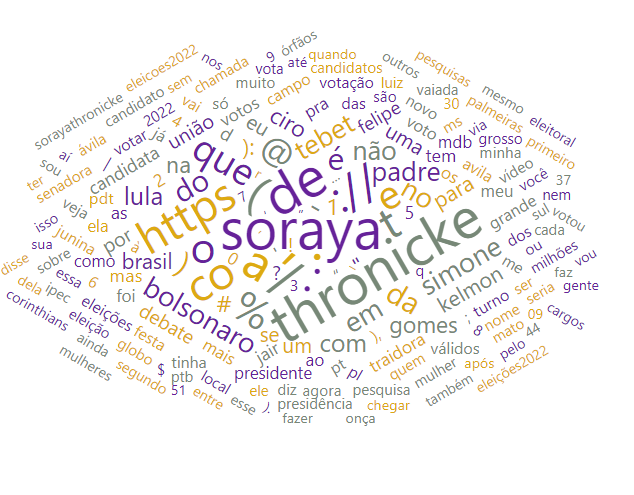 órfãos
9
nos
quando
pesquisas
eleicoes2022
vota
até
candidatos
outros
mesmo
sorayathronicke
sem
chamada
muito
votação
luiz
vaiada
palmeiras
eleitoral
candidato
vai
campo
das
são
novo
30
via
primeiro
2022
4
só
votos
pra
felipe
voto
ms
grosso
já
votar
união
d
eu
ciro
uma
mdb
minha
37
ávila
ai
/
):
@
tebet
não
tem
os
avila
vídeo
você
nem
sou
senadora
candidata
na
que
é
padre
meu
sul
votou
ter
pdt
2
lula
do
de
://
e
no
para
grande
cada
veja
as
https
(
r
7
1
5
dos
milhões
isso
ela
por
o
soraya
t
simone
ou
faz
sua
junina
à
)
co
a
!
.
thronicke
me
vou
disse
sobre
como
brasil
0
?
:
"
\
kelmon
q
ser
gente
essa
6
mas
bolsonaro
3
/
%
em
da
;
turno
seria
dela
ipec
foi
#
com
gomes
8
nome
09
cargos
corinthians
eleições
debate
se
um
),
válidos
mato
44
eleição
festa
mais
jair
ao
pt
traidora
quem
após
pelo
ainda
globo
tinha
presidente
pl
mulher
eleições2022
mulheres
segundo
$
ptb
local
ele
diz
agora
pesquisa
também
51
entre
esse
).
presidência
chegar
fazer
onça